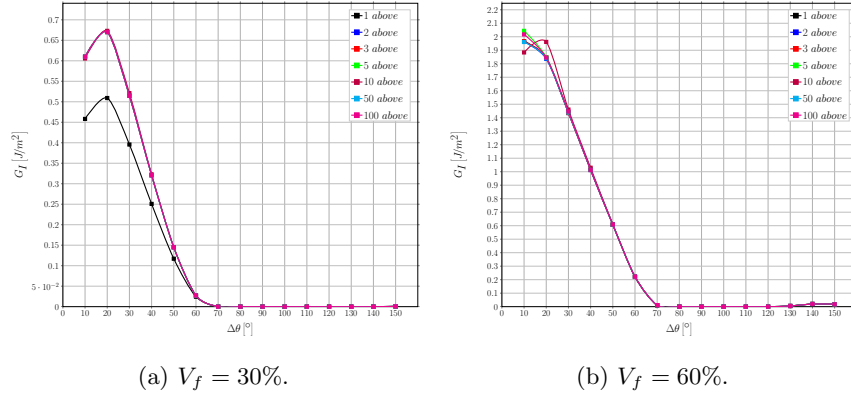 0.7
0.65
0.6
0.55
0.5
0.45
0.4
0.35
0.3
0.25
0.2
0.15
0.1
5 · 10⁻²
0
G_I [J/m²]
0 10 20 30 40 50 60 70 80 90 100 110 120 130 140 150
Δθ [°]
1 above
2 above
3 above
5 above
10 above
50 above
100 above
(a) V_f = 30%.
2.2
2.1
2
1.9
1.8
1.7
1.6
1.5
1.4
1.3
1.2
1.1
1
0.9
0.8
0.7
0.6
0.5
0.4
0.3
0.2
0.1
0
G_I [J/m²]
0 10 20 30 40 50 60 70 80 90 100 110 120 130 140 150
Δθ [°]
1 above
2 above
3 above
5 above
10 above
50 above
100 above
(b) V_f = 60%.